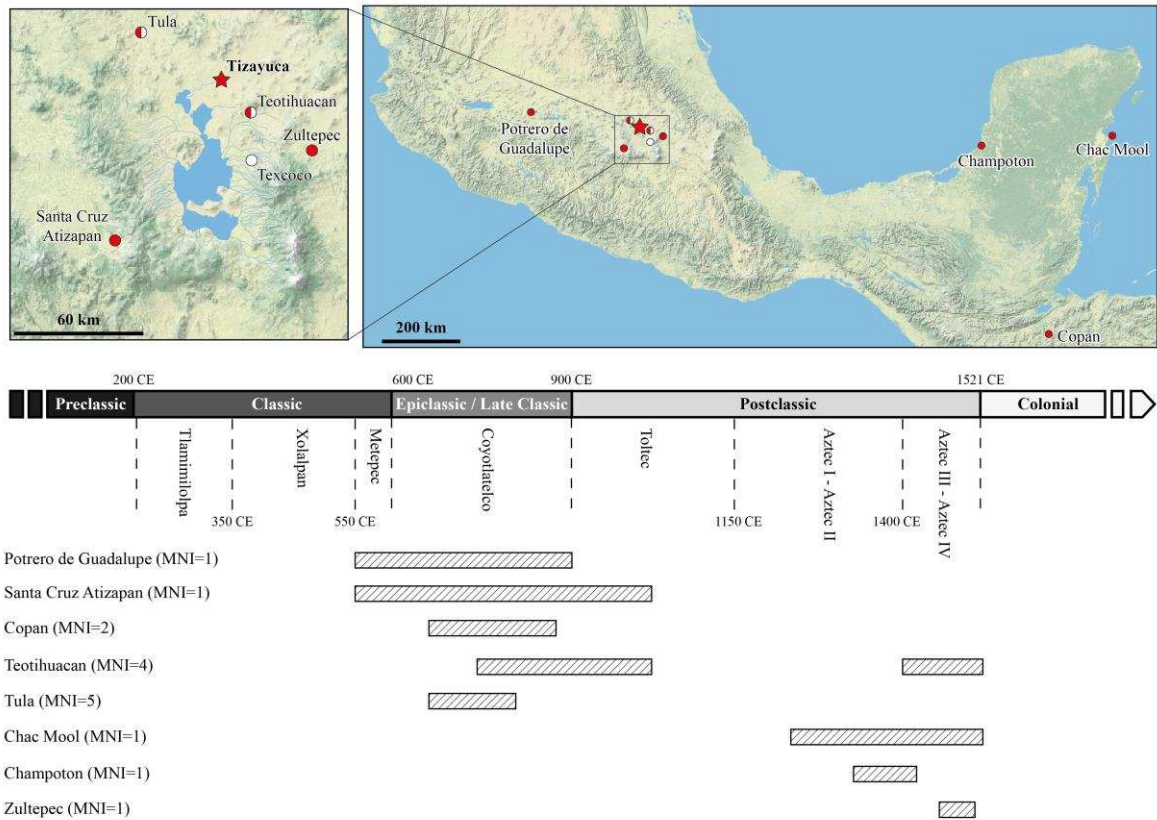 Tula
Tizayuca
Teotihuacan
Zultepec
Texcoco
Santa Cruz
Atizapan
60 km
Potrero de
Guadalupe
Champoton
Chac Mool
Copan
200 km
200 CE
600 CE
900 CE
1521 CE
Preclassic
Classic
Epiclassic / Late Classic
Postclassic
Colonial
Tlamimilolpa
Xolalpan
Metepec
Coyotlatelco
Toltec
Aztec I - Aztec II
Aztec III - Aztec IV
350 CE
550 CE
1150 CE
1400 CE
Potrero de Guadalupe (MNI=1)
Santa Cruz Atizapan (MNI=1)
Copan (MNI=2)
Teotihuacan (MNI=4)
Tula (MNI=5)
Chac Mool (MNI=1)
Champoton (MNI=1)
Zultepec (MNI=1)